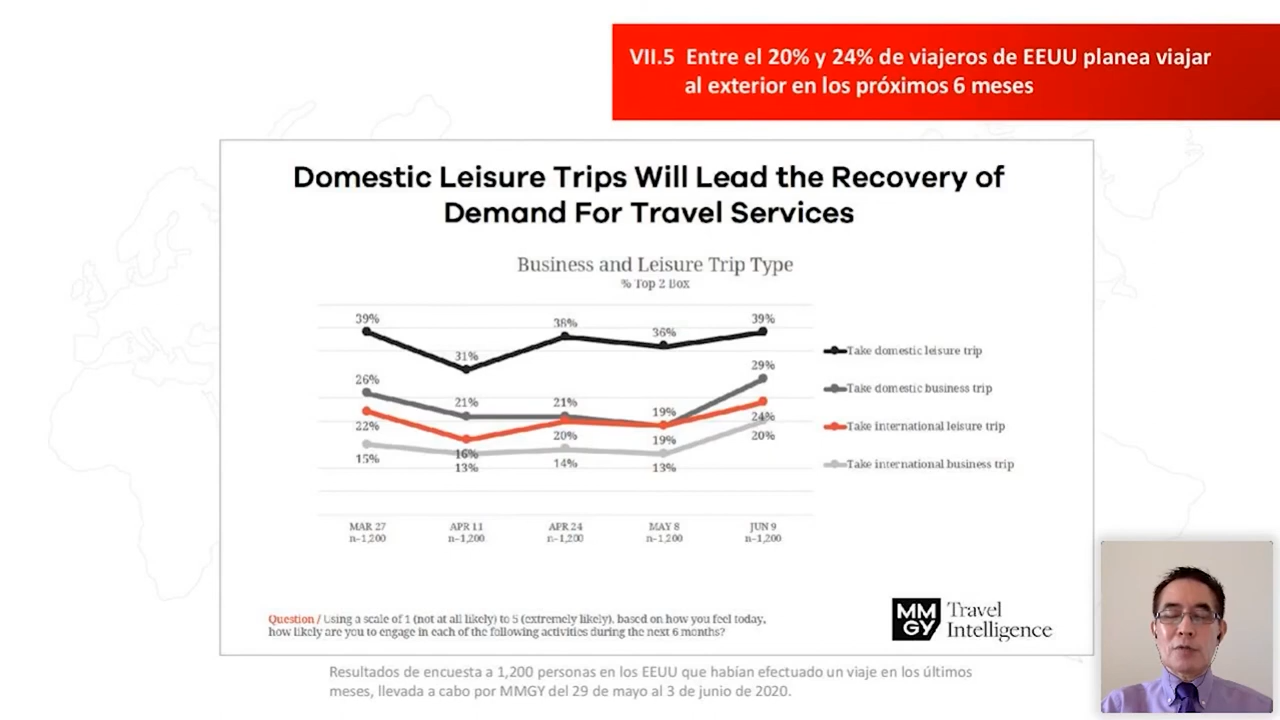 VII.5 Entre el 20% y 24% de viajeros de EEUU planea viajar
al exterior en los próximos 6 meses
Domestic Leisure Trips Will Lead the Recovery of
Demand For Travel Services
Business and Leisure Trip Type
% Top 2 Box
39%
31%
38%
36%
39%
26%
21%
21%
19%
29%
22%
16%
20%
19%
24%
15%
13%
14%
13%
20%
Take domestic leisure trip
Take domestic business trip
Take international leisure trip
Take international business trip
MAR 27
n=1,200
APR 11
n=1,200
APR 24
n=1,200
MAY 8
n=1,200
JUN 9
n=1,200
Question / Using a scale of 1 (not at all likely) to 5 (extremely likely), based on how you feel today,
how likely are you to engage in each of the following activities during the next 6 months?
MM
GY
Travel
Intelligence
Resultados de encuesta a 1,200 personas en los EEUU que habían efectuado un viaje en los últimos
meses, llevada a cabo por MMGY del 29 de mayo al 3 de junio de 2020.